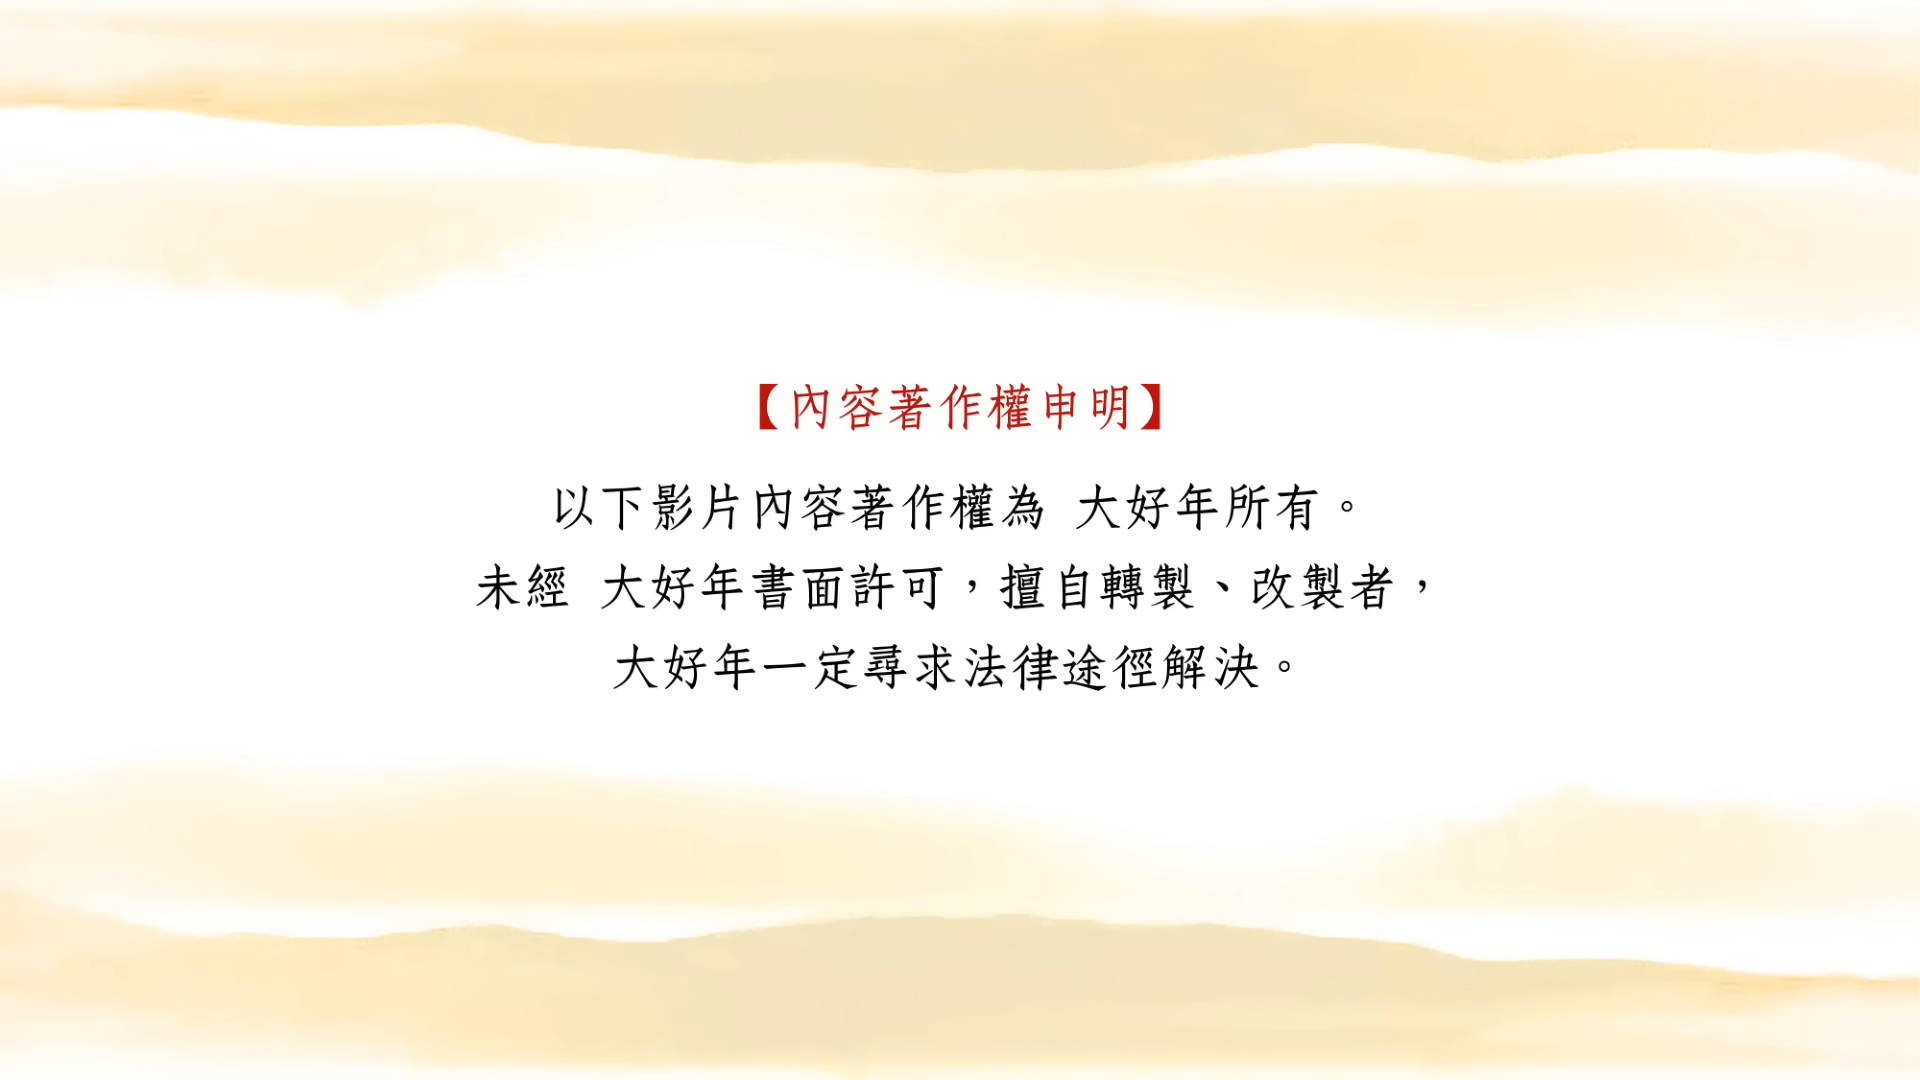 【內容著作權申明】
以下影片內容著作權為 大好年所有。
未經 大好年書面許可，擅自轉製、改製者，
大好年一定尋求法律途徑解決。